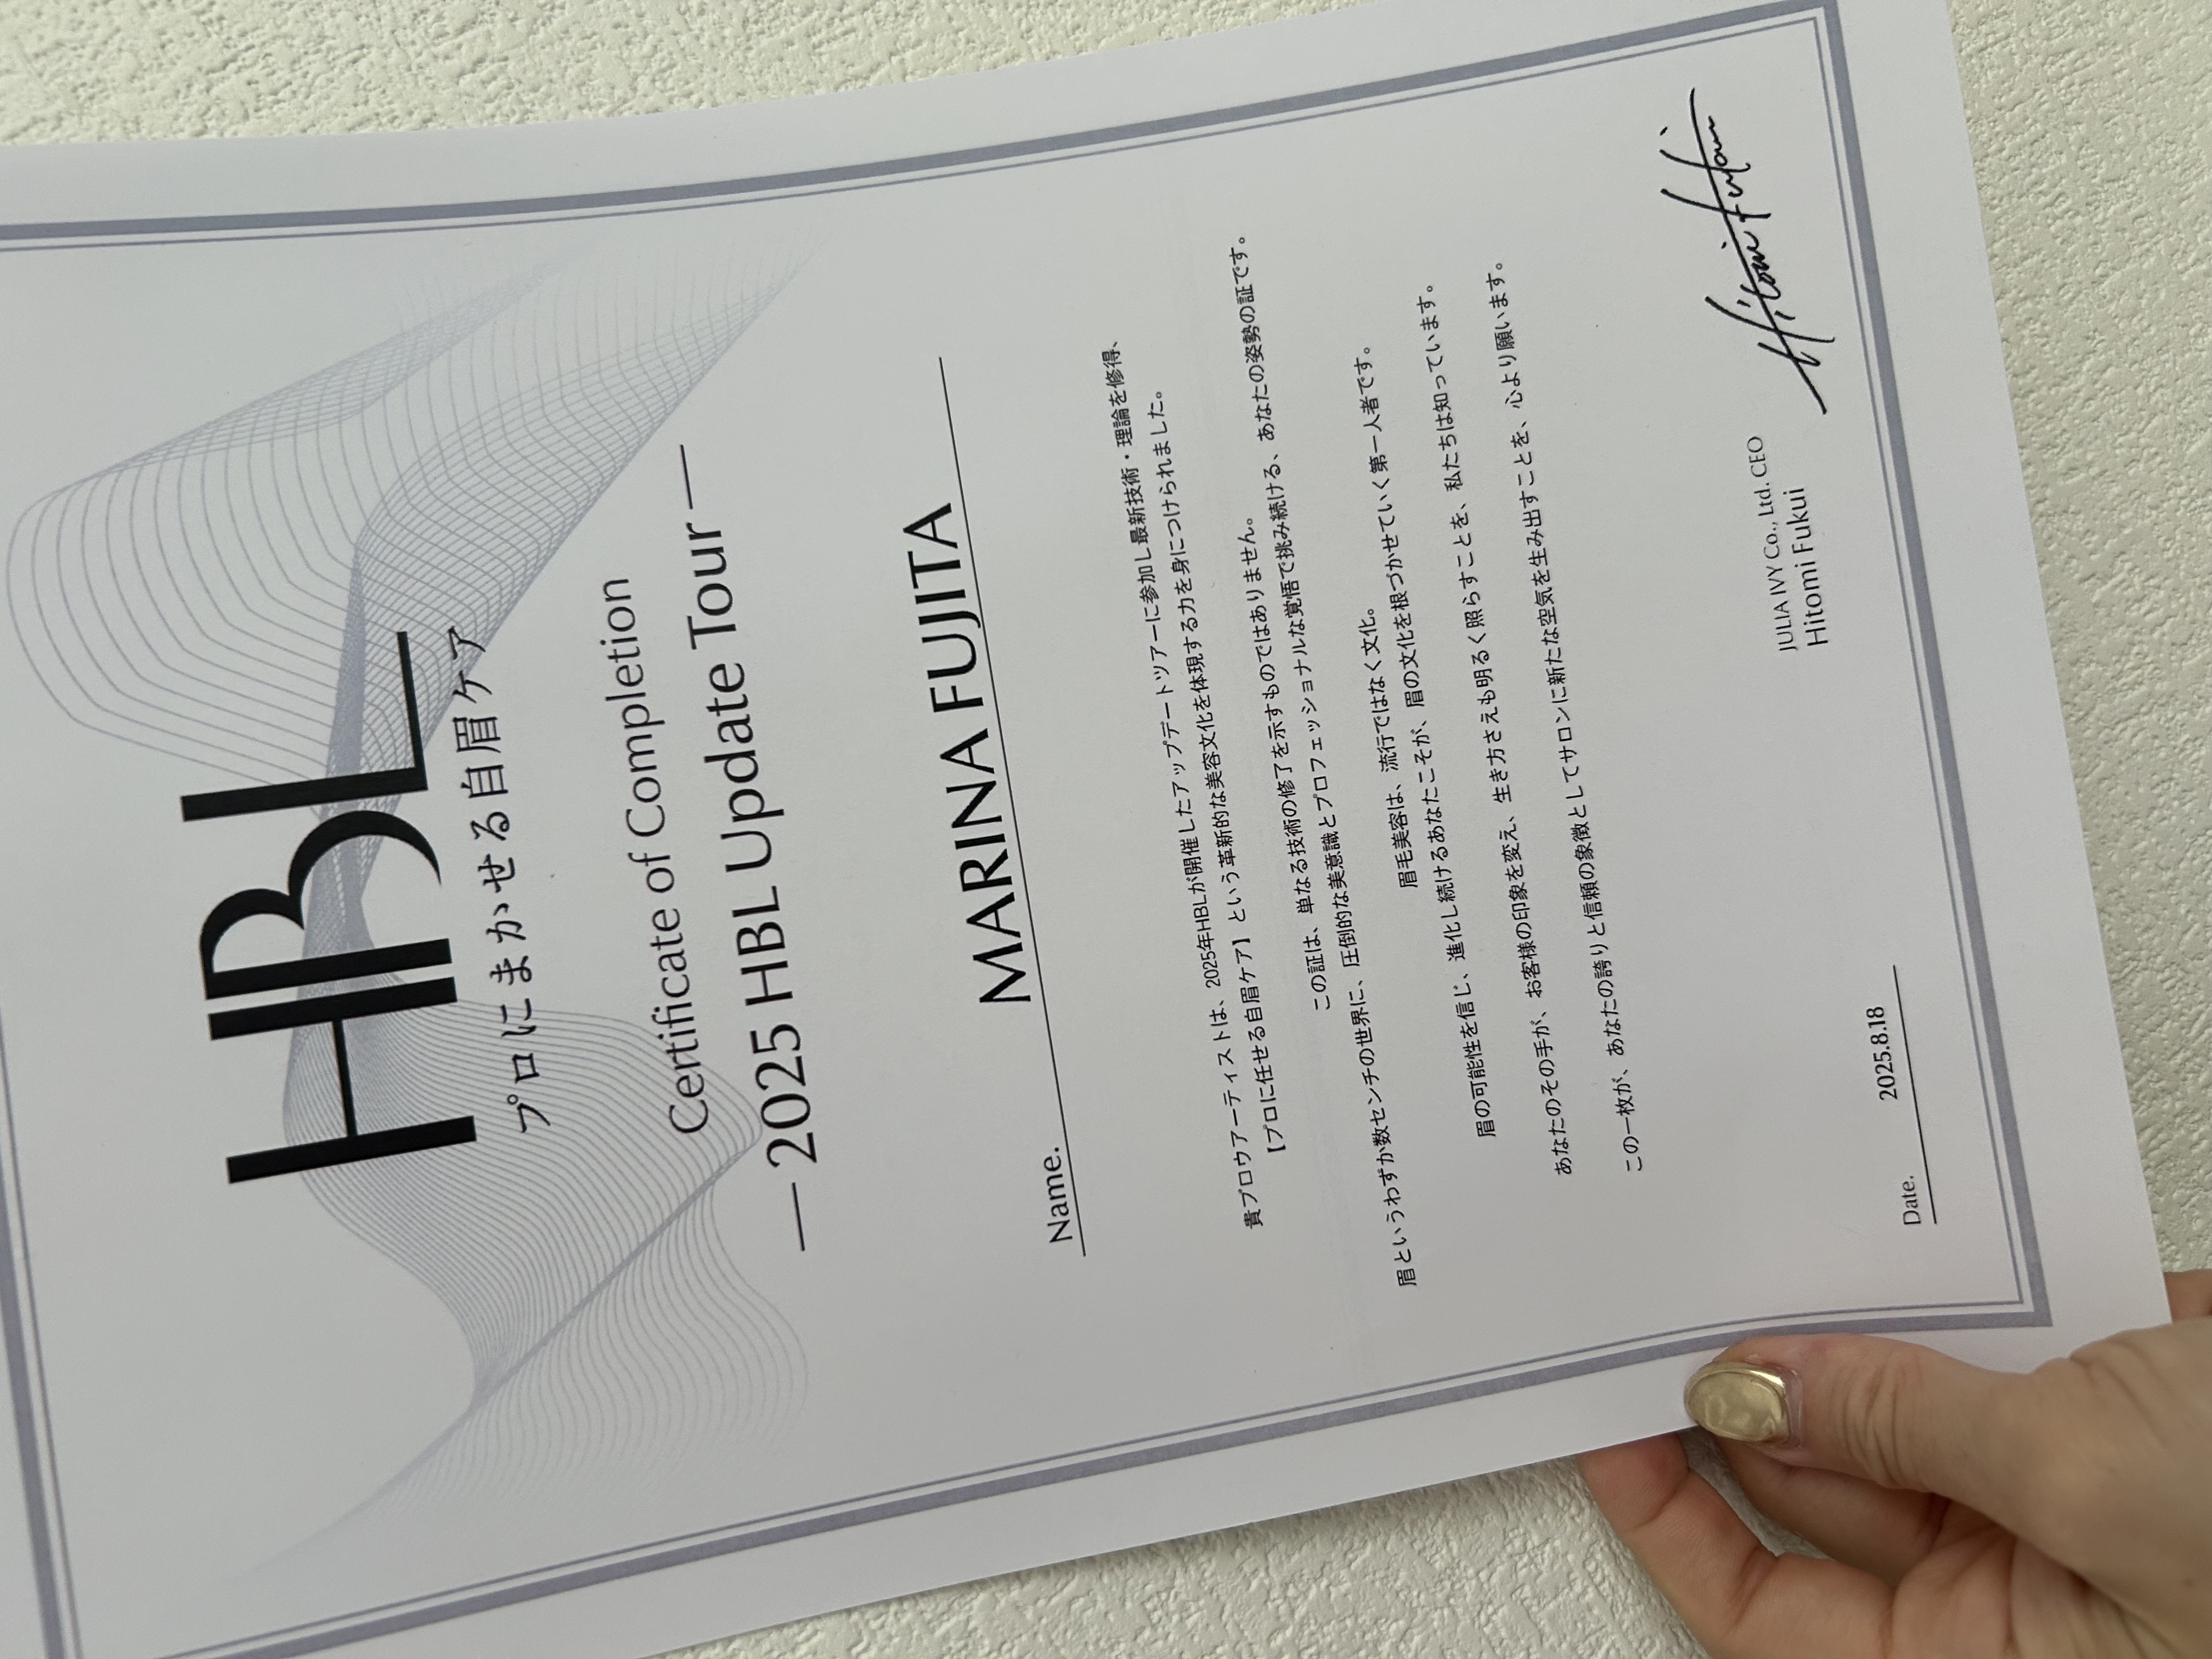 HBL
プロにまかせる自眉ケア
Certificate of Completion
— 2025 HBL Update Tour —
Name. MARINA FUJITA
貴ブロウアーティストは、2025年HBLが開催したアップデートツアーに参加し最新技術・理論を修得、
【プロに任せる自眉ケア】という革新的な美容文化を体現する力を身につけられました。
この証は、単なる技術の修了を示すものではありません。
眉というわずか数センチの世界に、圧倒的な美意識とプロフェッショナルな覚悟で挑み続ける、あなたの姿勢の証です。
眉毛美容は、流行ではなく文化。
眉の可能性を信じ、進化し続けるあなたこそが、眉の文化を根づかせていく第一人者です。
あなたのその手が、お客様の印象を変え、生き方さえも明るく照らすことを、私たちは知っています。
この一枚が、あなたの誇りと信頼の象徴としてサロンに新たな空気を生み出すことを、心より願います。
Date. 2025.8.18
JULIA IVY Co., Ltd. CEO
Hitomi Fukui
Hitomi Fukui